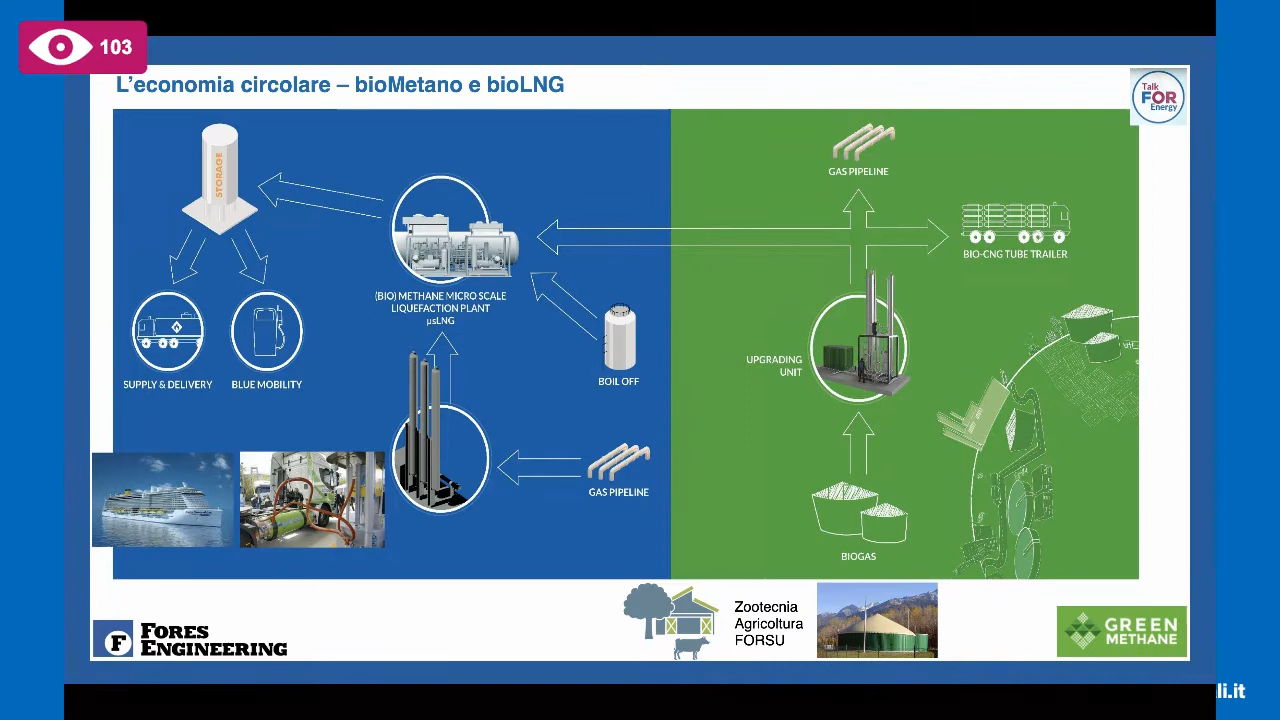 103
L'economia circolare – bioMetano e bioLNG
Talk
FOR
Energy
STORAGE
GAS PIPELINE
BIO-CNG TUBE TRAILER
(BIO) METHANE MICRO SCALE
LIQUEFACTION PLANT
µsLNG
BOIL OFF
UPGRADING
UNIT
SUPPLY & DELIVERY
BLUE MOBILITY
GAS PIPELINE
BIOGAS
Zootecnia
Agricoltura
FORSU
F
FORES
ENGINEERING
GREEN
METHANE
li.it